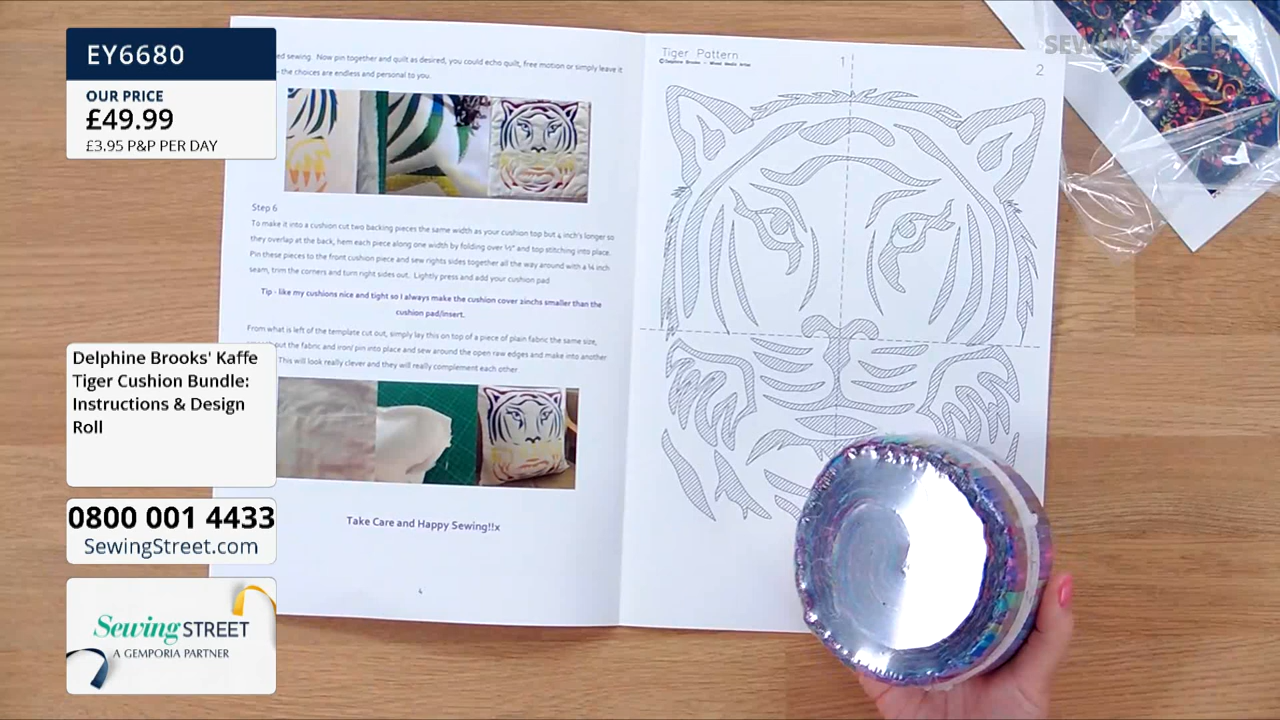 EY6680
OUR PRICE
£49.99
£3.95 P&P PER DAY
Delphine Brooks' Kaffe
Tiger Cushion Bundle:
Instructions & Design
Roll
0800 001 4433
SewingStreet.com
Sewing STREET
A GEMPORIA PARTNER
sewing. Now pin together and quilt as desired, you could echo quilt, free motion or simply leave it
– the choices are endless and personal to you.
Step 6
To make it into a cushion cut two backing pieces the same width as your cushion top but 4 inch's longer so
they overlap at the back, hem each piece along one width by folding over ½" and top stitching into place.
Pin these pieces to the front cushion piece and sew rights sides together all the way around with a ¼ inch
seam, trim the corners and turn right sides out. Lightly press and add your cushion pad
Tip - like my cushions nice and tight so I always make the cushion cover 2inchs smaller than the
cushion pad/insert.
From what is left of the template cut out, simply lay this on top of a piece of plain fabric the same size,
out the fabric and iron/ pin into place and sew around the open raw edges and make into another
This will look really clever and they will really complement each other
Take Care and Happy Sewing!!x
4
Tiger Pattern
©Delphine Brooks - Mixed Media Artist
1
2
SEWING STREET